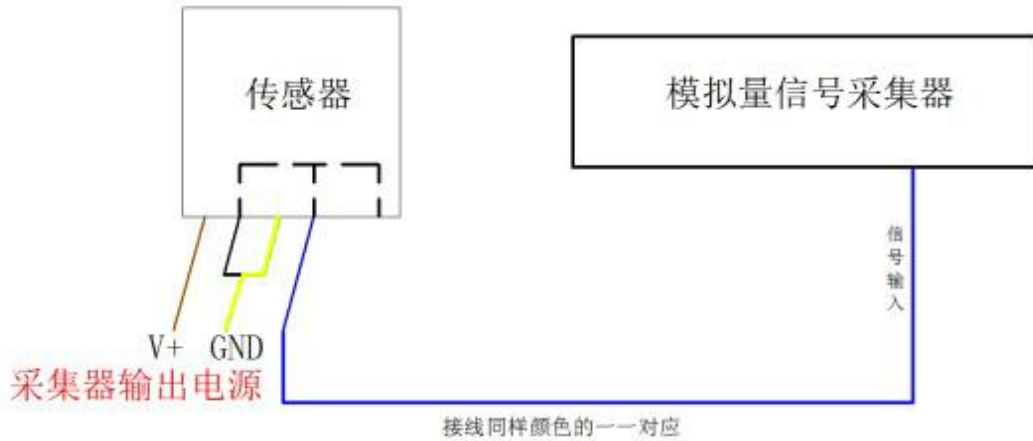 传感器
模拟量信号采集器
信号输入
V+ GND
采集器输出电源
接线同样颜色的一一对应